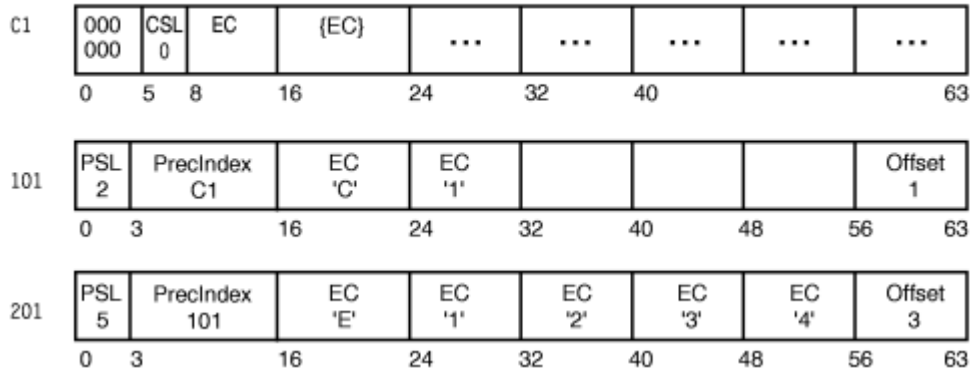 C1 000 CSL EC {EC} ... ... ... ... ...
000 0
0 5 8 16 24 32 40 63
101 PSL PrecIndex EC EC Offset
2 C1 'C' '1' 1
0 3 16 24 32 40 48 56 63
201 PSL PrecIndex EC EC EC EC EC Offset
5 101 'E' '1' '2' '3' '4' 3
0 3 16 24 32 40 48 56 63